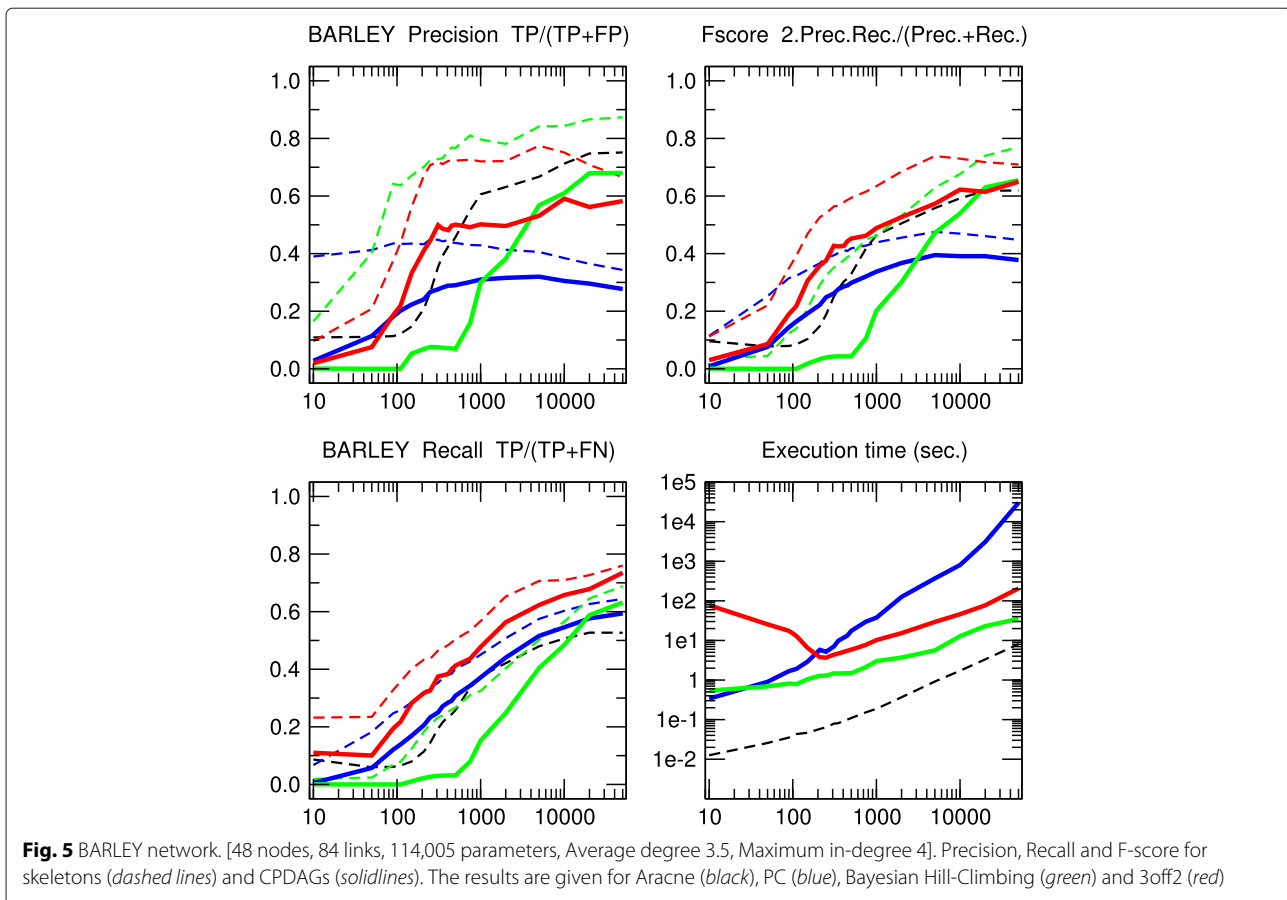 BARLEY Precision TP/(TP+FP)
1.0
0.8
0.6
0.4
0.2
0.0
10 100 1000 10000
Fscore 2.Prec.Rec./(Prec.+Rec.)
1.0
0.8
0.6
0.4
0.2
0.0
10 100 1000 10000
BARLEY Recall TP/(TP+FN)
1.0
0.8
0.6
0.4
0.2
0.0
10 100 1000 10000
Execution time (sec.)
1e5
1e4
1e3
1e2
1e1
1
1e-1
1e-2
10 100 1000 10000
Fig. 5 BARLEY network. [48 nodes, 84 links, 114,005 parameters, Average degree 3.5, Maximum in-degree 4]. Precision, Recall and F-score for
skeletons (dashed lines) and CPDAGs (solidlines). The results are given for Aracne (black), PC (blue), Bayesian Hill-Climbing (green) and 3off2 (red)